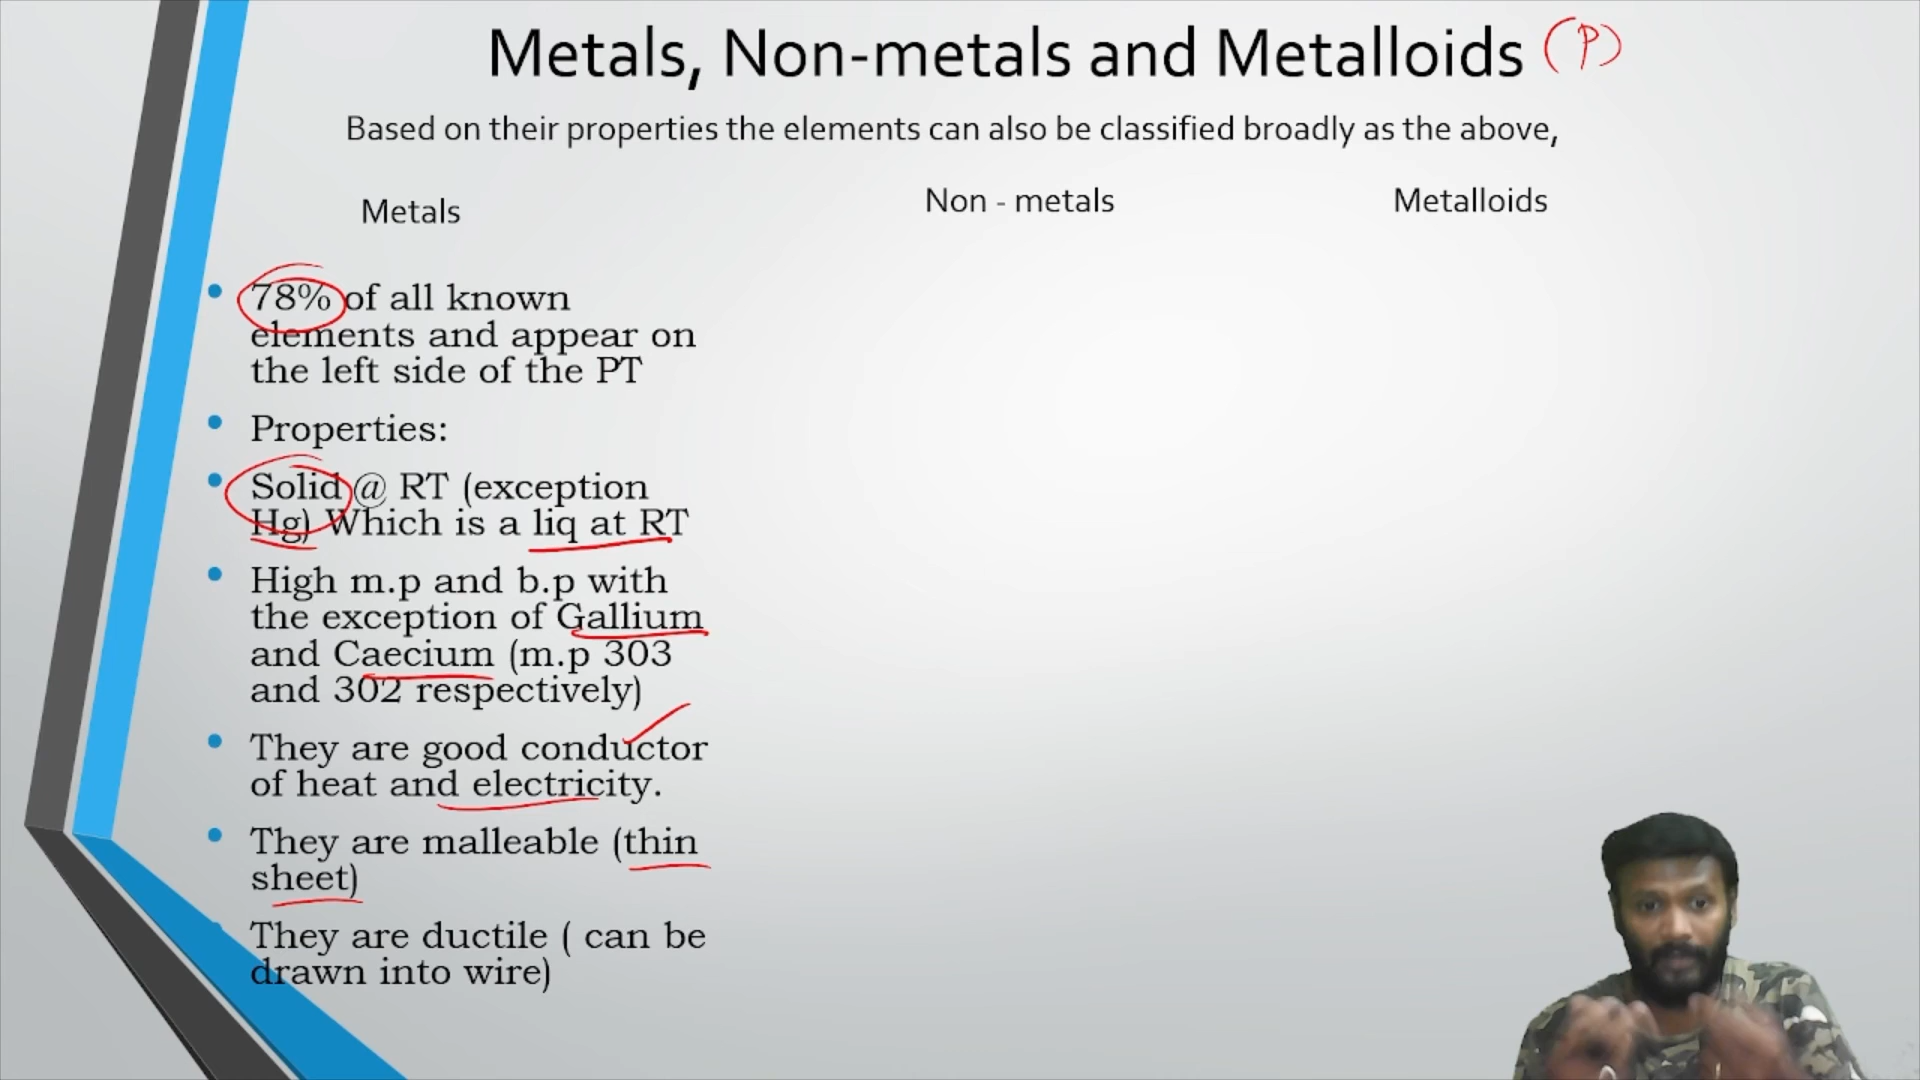 Metals, Non-metals and Metalloids (P)
Based on their properties the elements can also be classified broadly as the above,
Metals
78% of all known
elements and appear on
the left side of the PT
Properties:
Solid @ RT (exception
Hg) Which is a liq at RT
High m.p and b.p with
the exception of Gallium
and Caecium (m.p 303
and 302 respectively)
They are good conductor
of heat and electricity.
They are malleable (thin
sheet)
They are ductile ( can be
drawn into wire)
Non - metals
Metalloids